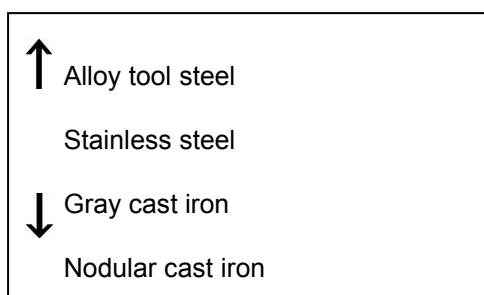 ↑ Alloy tool steel
Stainless steel
↓ Gray cast iron
Nodular cast iron